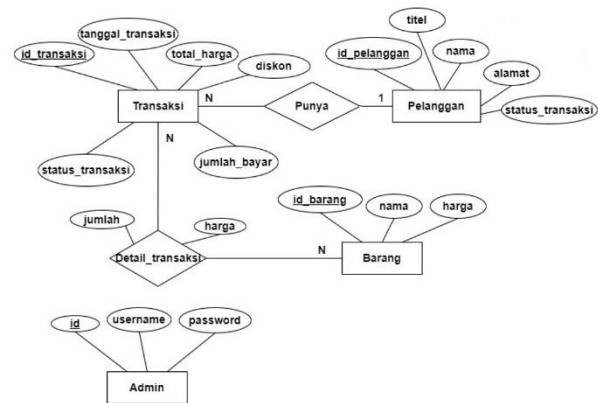 titel
tanggal_transaksi
id_transaksi
total_harga
id_pelanggan
nama
diskon
alamat
Transaksi
N
Punya
1
Pelanggan
status_transaksi
N
status_transaksi
jumlah_bayar
id_barang
nama
harga
jumlah
harga
Detail_transaksi
N
Barang
id
username
password
Admin